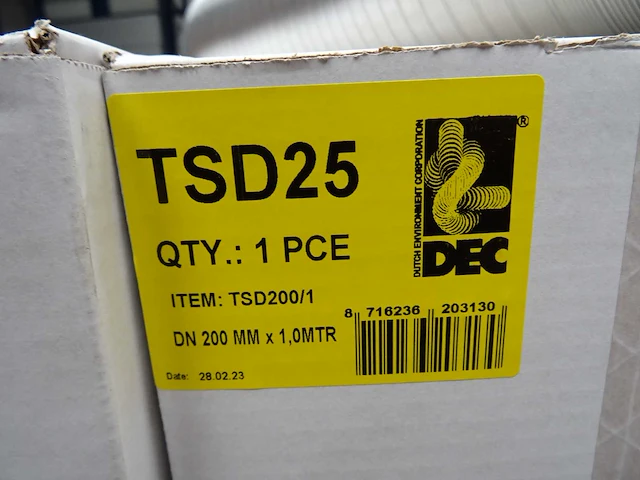 TSD25
QTY.: 1 PCE
ITEM: TSD200/1
DN 200 MM x 1,0MTR
Date: 28.02.23
DUTCH ENVIRONMENT CORPORATION
®
DEC
8 716236 203130